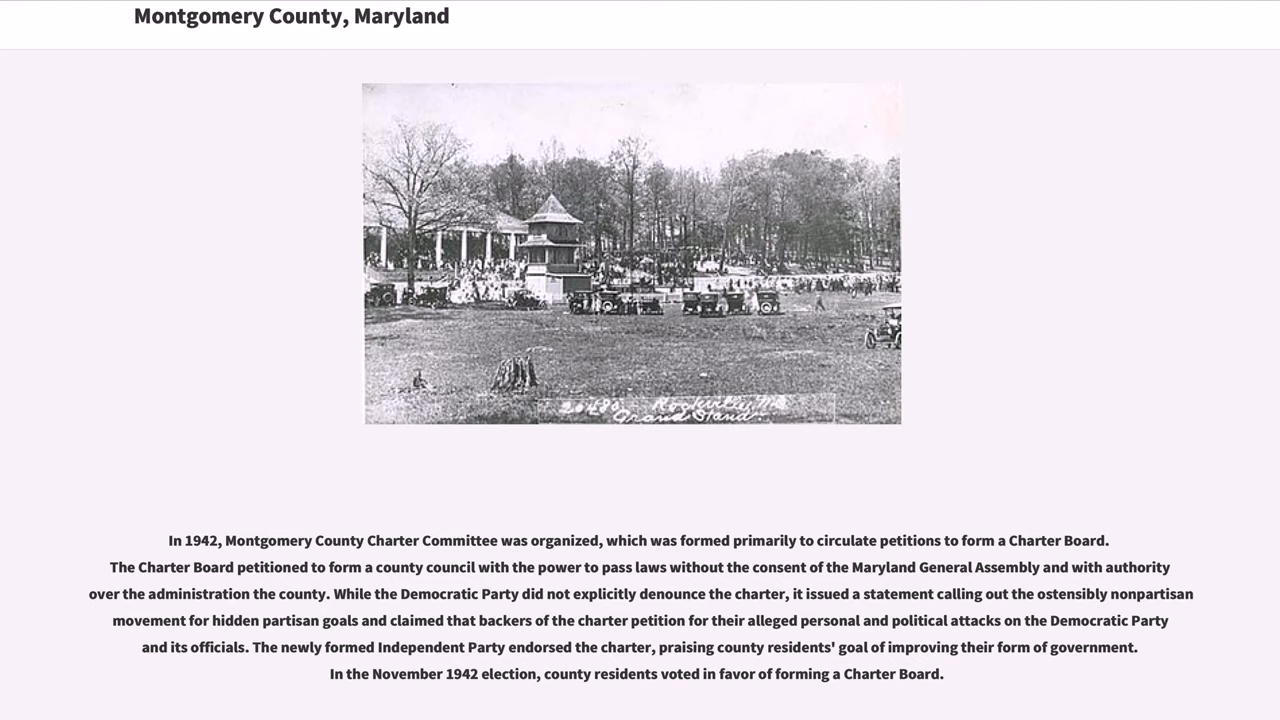 Montgomery County, Maryland
Rockville, Md.
Grand Stand.
In 1942, Montgomery County Charter Committee was organized, which was formed primarily to circulate petitions to form a Charter Board.
The Charter Board petitioned to form a county council with the power to pass laws without the consent of the Maryland General Assembly and with authority
over the administration the county. While the Democratic Party did not explicitly denounce the charter, it issued a statement calling out the ostensibly nonpartisan
movement for hidden partisan goals and claimed that backers of the charter petition for their alleged personal and political attacks on the Democratic Party
and its officials. The newly formed Independent Party endorsed the charter, praising county residents' goal of improving their form of government.
In the November 1942 election, county residents voted in favor of forming a Charter Board.